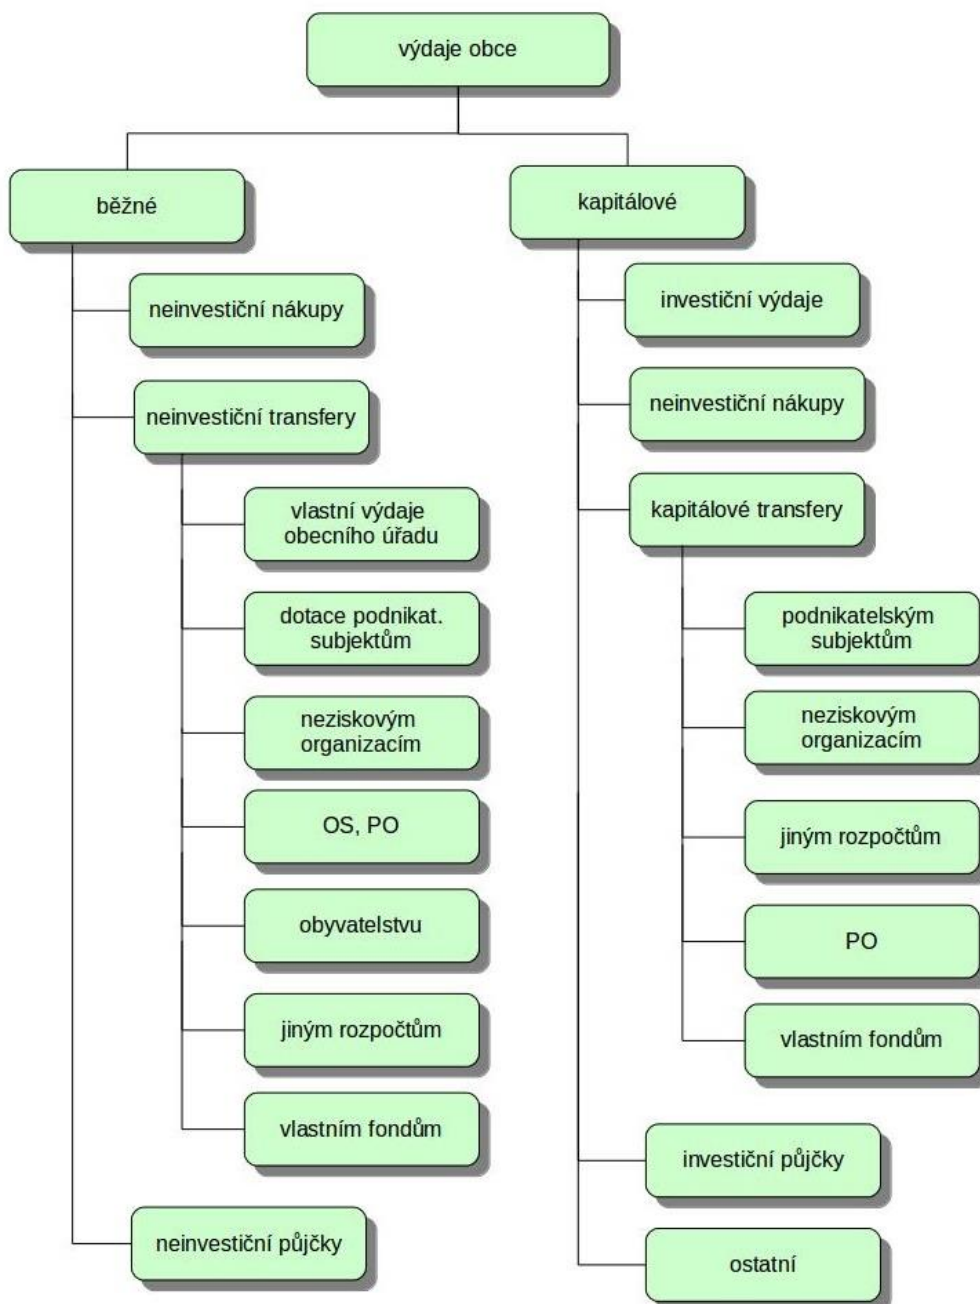 výdaje obce
běžné
neinvestiční nákupy
neinvestiční transfery
vlastní výdaje
obecního úřadu
dotace podnikat.
subjektům
neziskovým
organizacím
OS, PO
obyvatelstvu
jiným rozpočtům
vlastním fondům
neinvestiční půjčky
kapitálové
investiční výdaje
neinvestiční nákupy
kapitálové transfery
podnikatelským
subjektům
neziskovým
organizacím
jiným rozpočtům
PO
vlastním fondům
investiční půjčky
ostatní